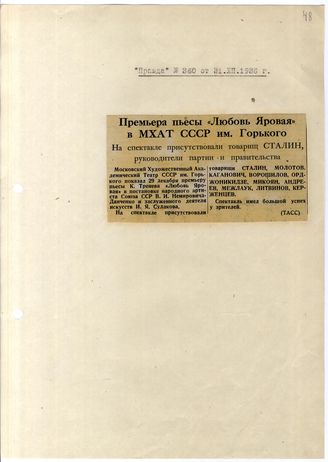 48
"Правда" № 360 от 31.XII.1936 г.
Премьера пьесы «Любовь Яровая»
в МХАТ СССР им. Горького
На спектакле присутствовали товарищ СТАЛИН,
руководители партии и правительства
Московский Художественный Ака-
демический Театр СССР им. Горь-
кого показал 29 декабря премьеру
пьесы К. Тренева «Любовь Яро-
вая» в постановке народного арти-
ста Союза ССР В. И. Немировича-
Данченко и заслуженного деятеля
искусств И. Я. Судакова.
На спектакле присутствовали
товарищи СТАЛИН, МОЛОТОВ,
КАГАНОВИЧ, ВОРОШИЛОВ, ОРД-
ЖОНИКИДЗЕ, МИКОЯН, АНДРЕ-
ЕВ, МЕЖЛАУК, ЛИТВИНОВ, КЕР-
ЖЕНЦЕВ.
Спектакль имел большой успех
у зрителей.
(ТАСС)